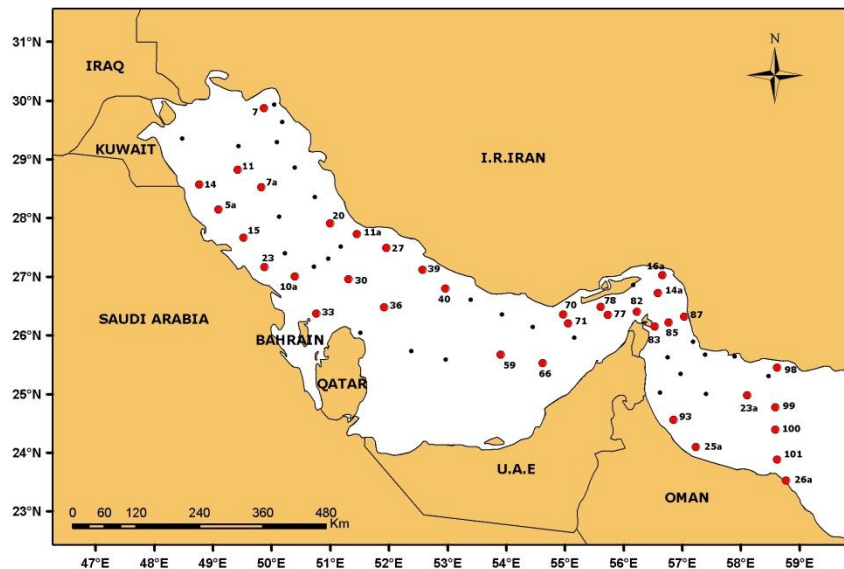 N
31°N
30°N
29°N
28°N
27°N
26°N
25°N
24°N
23°N
IRAQ
KUWAIT
I.R.IRAN
SAUDI ARABIA
BAHRAIN
QATAR
U.A.E
OMAN
7
11
7a
14
5a
15
20
11a
27
23
10a
30
39
40
36
33
59
66
70
71
78
77
82
16a
14a
87
85
83
98
23a
99
100
93
25a
101
26a
0 60 120 240 360 480
Km
47°E 48°E 49°E 50°E 51°E 52°E 53°E 54°E 55°E 56°E 57°E 58°E 59°E